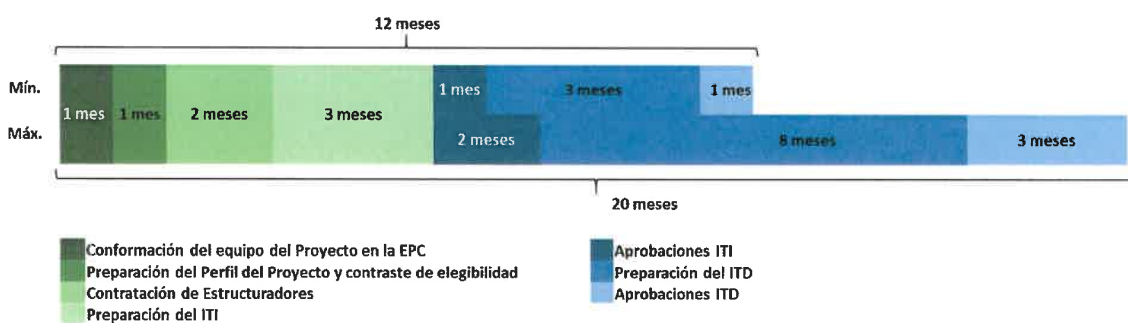 12 meses
Mín.
Máx.
1 mes
1 mes
2 meses
3 meses
1 mes
3 meses
1 mes
2 meses
8 meses
3 meses
20 meses
Conformación del equipo del Proyecto en la EPC
Preparación del Perfil del Proyecto y contraste de elegibilidad
Contratación de Estructuradores
Preparación del ITI
Aprobaciones ITI
Preparación del ITD
Aprobaciones ITD